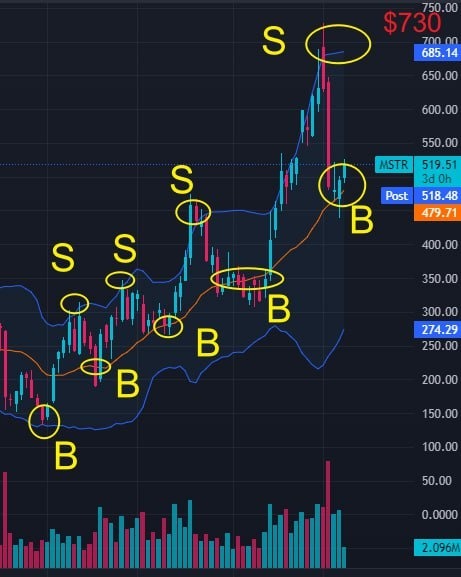 750.00
$730
S
700.00
685.14
650.00
600.00
550.00
MSTR 519.51
3d 0h
Post 518.48
S
479.71
B
450.00
400.00
S
S
350.00
B
300.00
B
274.29
250.00
B
200.00
150.00
B
100.00
50.00
0.0000
2.096M